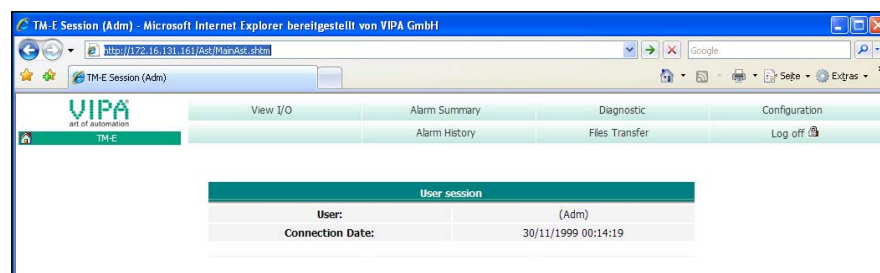 TM-E Session (Adm) - Microsoft Internet Explorer bereitgestellt von VIPA GmbH
http://172.16.131.161/Ast/MainAst.shtm
Google
TM-E Session (Adm)
Seite
Extras
VIPA
art of automation
TM-E
View I/O Alarm Summary Diagnostic Configuration
Alarm History Files Transfer Log off
User session
User: (Adm)
Connection Date: 30/11/1999 00:14:19